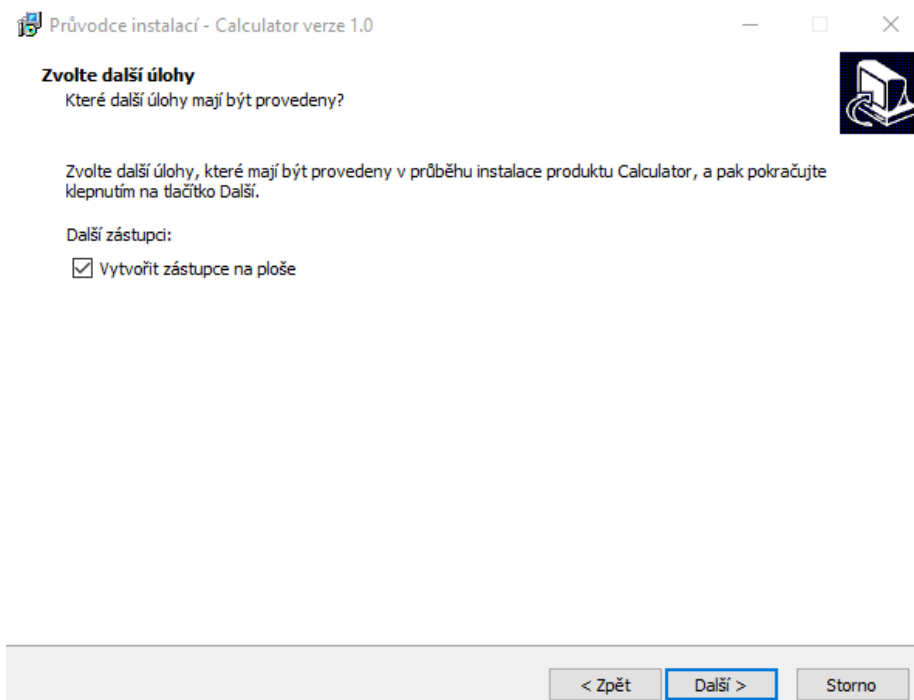 Průvodce instalací - Calculator verze 1.0
Zvolte další úlohy
Které další úlohy mají být provedeny?
Zvolte další úlohy, které mají být provedeny v průběhu instalace produktu Calculator, a pak pokračujte
klepnutím na tlačítko Další.
Další zástupci:
Vytvořit zástupce na ploše
< Zpět
Další >
Storno